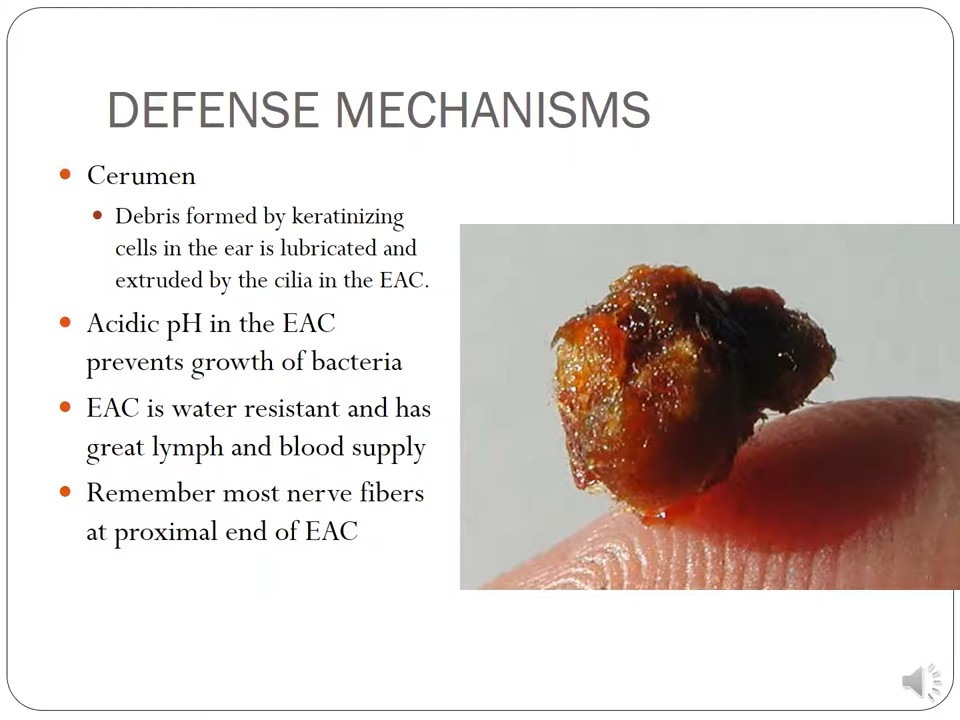 DEFENSE MECHANISMS
Cerumen
Debris formed by keratinizing
cells in the ear is lubricated and
extruded by the cilia in the EAC.
Acidic pH in the EAC
prevents growth of bacteria
EAC is water resistant and has
great lymph and blood supply
Remember most nerve fibers
at proximal end of EAC